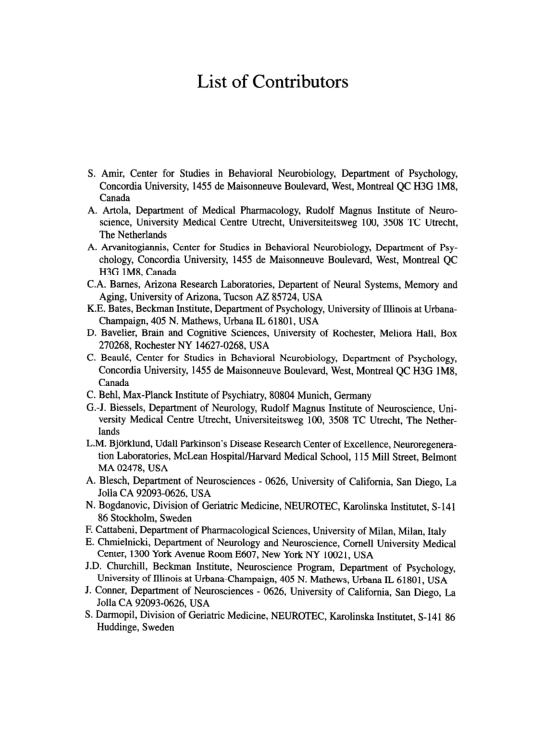 List of Contributors
S. Amir, Center for Studies in Behavioral Neurobiology, Department of Psychology,
Concordia University, 1455 de Maisonneuve Boulevard, West, Montreal QC H3G 1M8,
Canada
A. Artola, Department of Medical Pharmacology, Rudolf Magnus Institute of Neuro-
science, University Medical Centre Utrecht, Universiteitsweg 100, 3508 TC Utrecht,
The Netherlands
A. Arvanitogiannis, Center for Studies in Behavioral Neurobiology, Department of Psy-
chology, Concordia University, 1455 de Maisonneuve Boulevard, West, Montreal QC
H3G 1M8, Canada
C.A. Barnes, Arizona Research Laboratories, Departent of Neural Systems, Memory and
Aging, University of Arizona, Tucson AZ 85724, USA
K.E. Bates, Beckman Institute, Department of Psychology, University of Illinois at Urbana-
Champaign, 405 N. Mathews, Urbana IL 61801, USA
D. Bavelier, Brain and Cognitive Sciences, University of Rochester, Meliora Hall, Box
270268, Rochester NY 14627-0268, USA
C. Beaulé, Center for Studies in Behavioral Neurobiology, Department of Psychology,
Concordia University, 1455 de Maisonneuve Boulevard, West, Montreal QC H3G 1M8,
Canada
C. Behl, Max-Planck Institute of Psychiatry, 80804 Munich, Germany
G.-J. Biessels, Department of Neurology, Rudolf Magnus Institute of Neuroscience, Uni-
versity Medical Centre Utrecht, Universiteitsweg 100, 3508 TC Utrecht, The Nether-
lands
L.M. Björklund, Udall Parkinson's Disease Research Center of Excellence, Neuroregenera-
tion Laboratories, McLean Hospital/Harvard Medical School, 115 Mill Street, Belmont
MA 02478, USA
A. Blesch, Department of Neurosciences - 0626, University of California, San Diego, La
Jolla CA 92093-0626, USA
N. Bogdanovic, Division of Geriatric Medicine, NEUROTEC, Karolinska Institutet, S-141
86 Stockholm, Sweden
F. Cattabeni, Department of Pharmacological Sciences, University of Milan, Milan, Italy
E. Chmielnicki, Department of Neurology and Neuroscience, Cornell University Medical
Center, 1300 York Avenue Room E607, New York NY 10021, USA
J.D. Churchill, Beckman Institute, Neuroscience Program, Department of Psychology,
University of Illinois at Urbana-Champaign, 405 N. Mathews, Urbana IL 61801, USA
J. Conner, Department of Neurosciences - 0626, University of California, San Diego, La
Jolla CA 92093-0626, USA
S. Darmopil, Division of Geriatric Medicine, NEUROTEC, Karolinska Institutet, S-141 86
Huddinge, Sweden